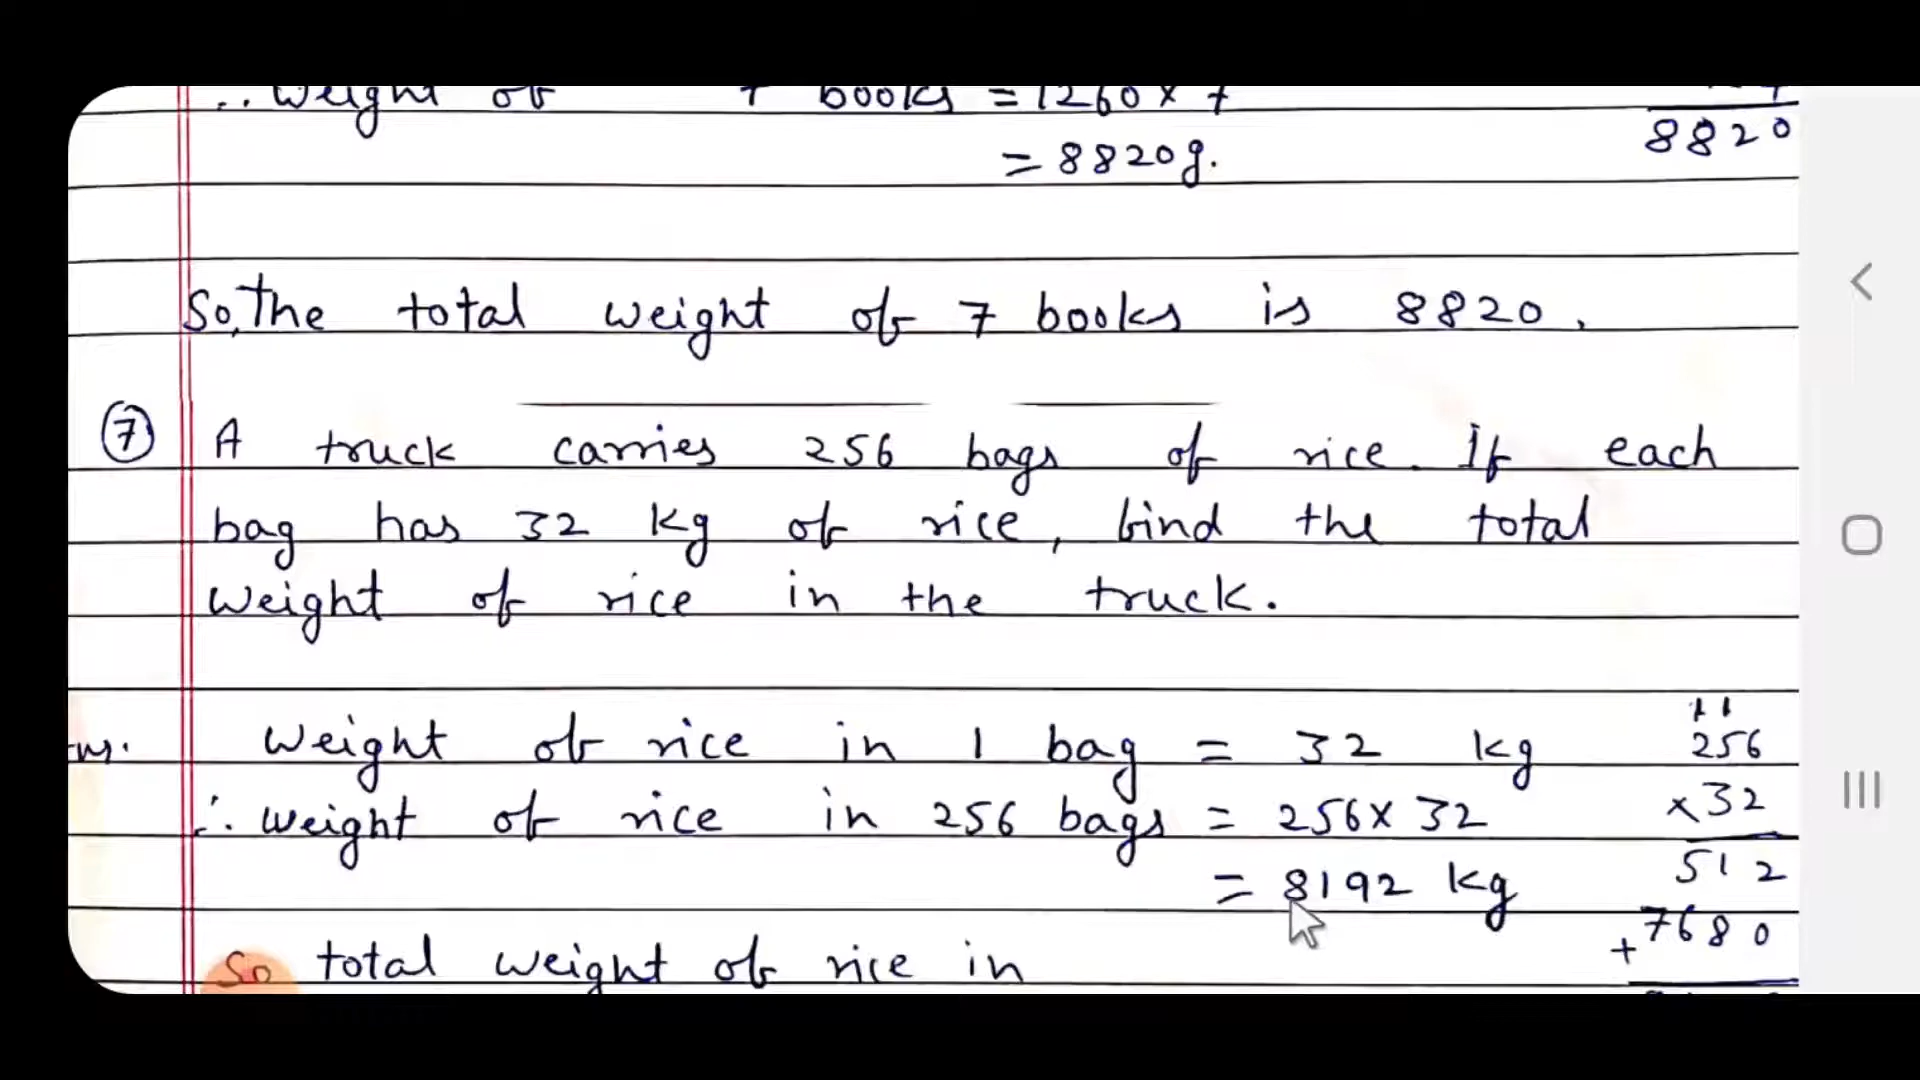 ∴ Weight of 7 books = 1260 × 7
8820
= 8820g.
So, the total weight of 7 books is 8820.
7 A truck carries 256 bags of rice. If each
bag has 32 kg of rice, find the total
weight of rice in the truck.
Weight of rice in 1 bag = 32 kg
∴ weight of rice in 256 bags = 256 × 32
= 8192 kg
So total weight of rice in
1 1
256
×32
512
+7680